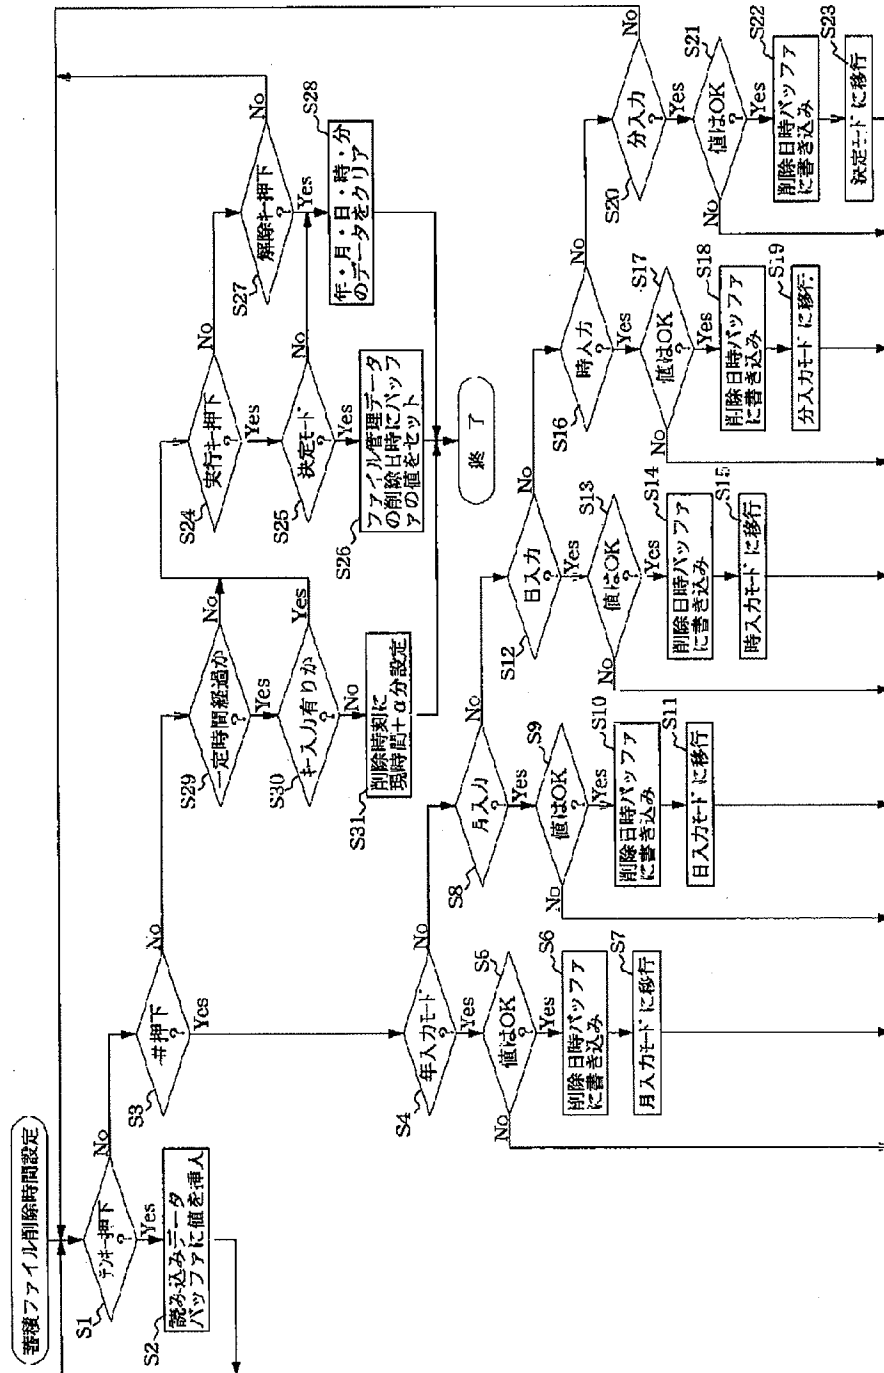 蓄積ファイル削除時間設定
S1
テンキー押下
?
No
Yes
S2
読み込みデータ
バッファに値を挿入
S3
#押下
?
No
Yes
S29
一定時間経過か
?
No
Yes
S30
キー入力有りか
?
Yes
No
S31
削除時刻に
現時間+α分設定
S24
実行キー押下
?
No
Yes
S25
決定モード
?
No
Yes
S26
ファイル管理データ
の削除日時にバッフ
ァの値をセット
S27
解除キー押下
?
No
Yes
S28
年・月・日・時・分
のデータをクリア
終 了
S4
年入力モード
?
No
Yes
S5
値はOK
?
No
Yes
S6
削除日時バッファ
に書き込み
S7
月入力モードに移行
S8
月入力
?
No
Yes
S9
値はOK
?
No
Yes
S10
削除日時バッファ
に書き込み
S11
日入力モードに移行
S12
日入力
?
No
Yes
S13
値はOK
?
No
Yes
S14
削除日時バッファ
に書き込み
S15
時入力モードに移行
S16
時入力
?
No
Yes
S17
値はOK
?
No
Yes
S18
削除日時バッファ
に書き込み
S19
分入力モードに移行
S20
分入力
?
No
Yes
S21
値はOK
?
No
Yes
S22
削除日時バッファ
に書き込み
S23
決定モードに移行